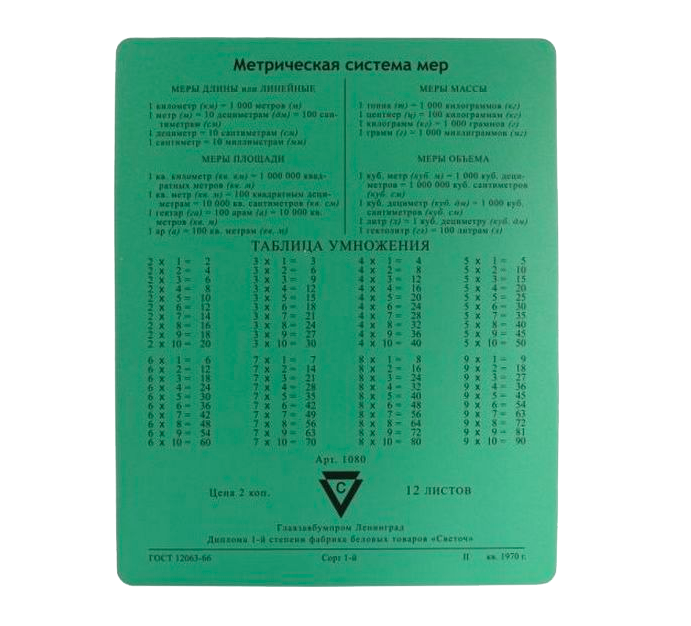 Метрическая система мер
МЕРЫ ДЛИНЫ или ЛИНЕЙНЫЕ
1 километр (км) = 1 000 метров (м)
1 метр (м) = 10 дециметрам (дм) = 100 сан-
тиметрам (см)
1 дециметр = 10 сантиметрам (см)
1 сантиметр = 10 миллиметрам (мм)
МЕРЫ МАССЫ
1 тонна (т) = 1 000 килограммов (кг)
1 центнер (ц) = 100 килограммам (кг)
1 килограмм (кг) = 1 000 граммов (г)
1 грамм (г) = 1 000 миллиграммов (мг)
МЕРЫ ПЛОЩАДИ
1 кв. километр (кв. км) = 1 000 000 квад-
ратных метров (кв. м)
1 кв. метр (кв. м) = 100 квадратным деци-
метрам = 10 000 кв. сантиметров (кв. см)
1 гектар (га) = 100 арам (а) = 10 000 кв.
метров (кв. м)
1 ар (а) = 100 кв. метрам (кв. м)
МЕРЫ ОБЪЕМА
1 куб. метр (куб. м) = 1 000 куб. деци-
метров = 1 000 000 куб. сантиметров
(куб. см)
1 куб. дециметр (куб. дм) = 1 000 куб.
сантиметров (куб. см)
1 литр (л) = 1 куб. дециметру (куб. дм)
1 гектолитр (гл) = 100 литрам (л)
ТАБЛИЦА УМНОЖЕНИЯ
2 x 1 = 2 3 x 1 = 3 4 x 1 = 4 5 x 1 = 5
2 x 2 = 4 3 x 2 = 6 4 x 2 = 8 5 x 2 = 10
2 x 3 = 6 3 x 3 = 9 4 x 3 = 12 5 x 3 = 15
2 x 4 = 8 3 x 4 = 12 4 x 4 = 16 5 x 4 = 20
2 x 5 = 10 3 x 5 = 15 4 x 5 = 20 5 x 5 = 25
2 x 6 = 12 3 x 6 = 18 4 x 6 = 24 5 x 6 = 30
2 x 7 = 14 3 x 7 = 21 4 x 7 = 28 5 x 7 = 35
2 x 8 = 16 3 x 8 = 24 4 x 8 = 32 5 x 8 = 40
2 x 9 = 18 3 x 9 = 27 4 x 9 = 36 5 x 9 = 45
2 x 10 = 20 3 x 10 = 30 4 x 10 = 40 5 x 10 = 50
6 x 1 = 6 7 x 1 = 7 8 x 1 = 8 9 x 1 = 9
6 x 2 = 12 7 x 2 = 14 8 x 2 = 16 9 x 2 = 18
6 x 3 = 18 7 x 3 = 21 8 x 3 = 24 9 x 3 = 27
6 x 4 = 24 7 x 4 = 28 8 x 4 = 32 9 x 4 = 36
6 x 5 = 30 7 x 5 = 35 8 x 5 = 40 9 x 5 = 45
6 x 6 = 36 7 x 6 = 42 8 x 6 = 48 9 x 6 = 54
6 x 7 = 42 7 x 7 = 49 8 x 7 = 56 9 x 7 = 63
6 x 8 = 48 7 x 8 = 56 8 x 8 = 64 9 x 8 = 72
6 x 9 = 54 7 x 9 = 63 8 x 9 = 72 9 x 9 = 81
6 x 10 = 60 7 x 10 = 70 8 x 10 = 80 9 x 10 = 90
Арт. 1080
Цена 2 коп. С 12 ЛИСТОВ
Главзаябумпром Ленинград
Диплома 1-й степени фабрика беловых товаров «Светоч»
ГОСТ 12063-66 Сорт 1-й II кв. 1970 г.